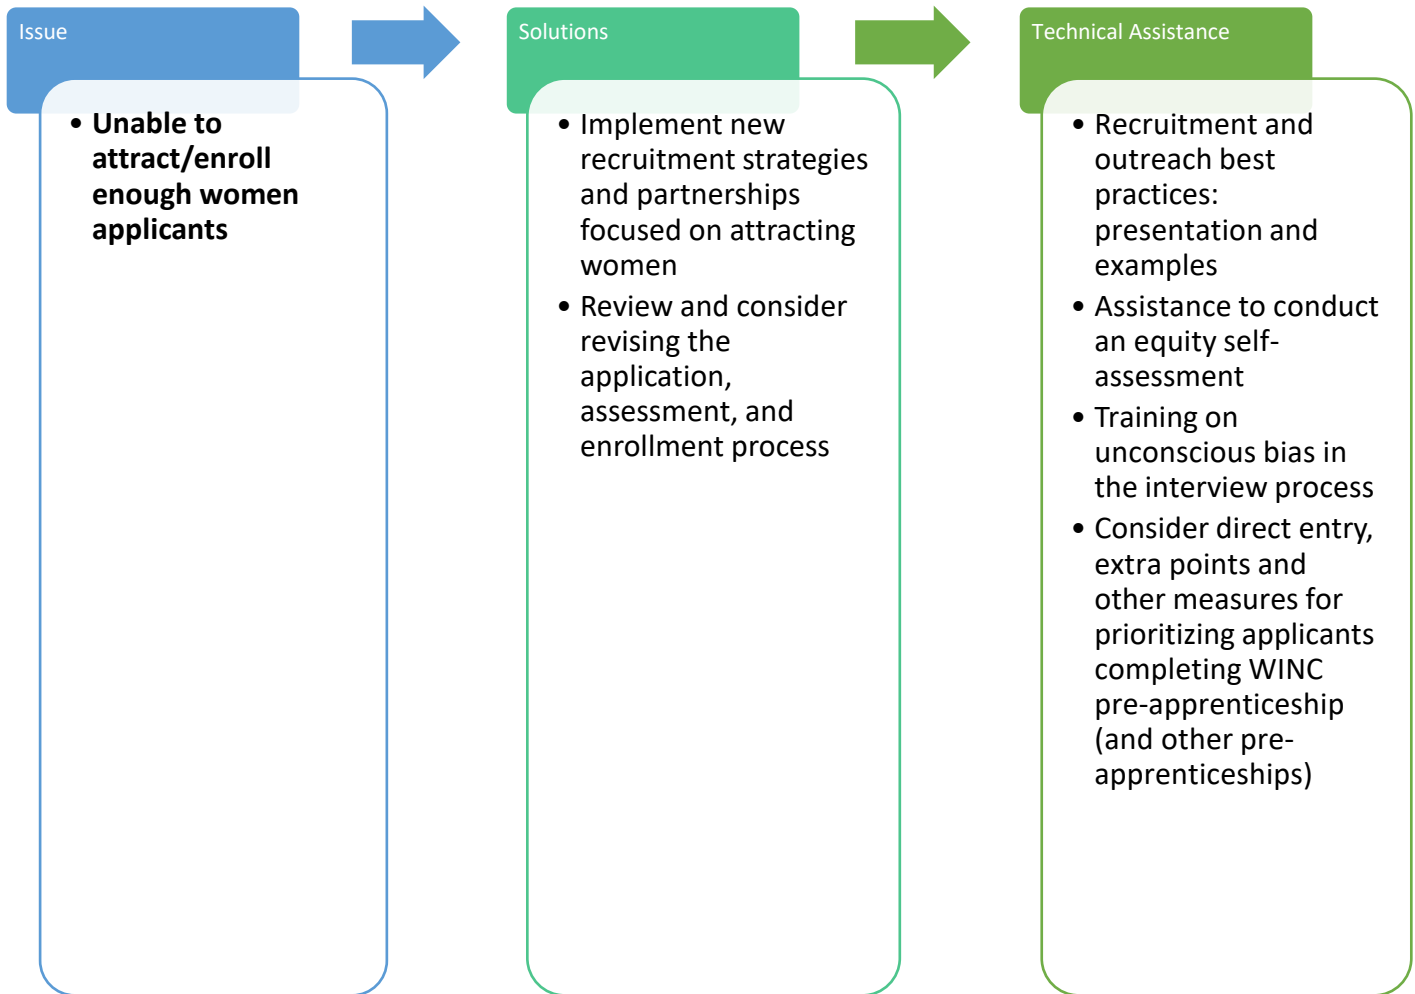 Issue
• Unable to
attract/enroll
enough women
applicants
Solutions
• Implement new
recruitment strategies
and partnerships
focused on attracting
women
• Review and consider
revising the
application,
assessment, and
enrollment process
Technical Assistance
• Recruitment and
outreach best
practices:
presentation and
examples
• Assistance to conduct
an equity self-
assessment
• Training on
unconscious bias in
the interview process
• Consider direct entry,
extra points and
other measures for
prioritizing applicants
completing WINC
pre-apprenticeship
(and other pre-
apprenticeships)